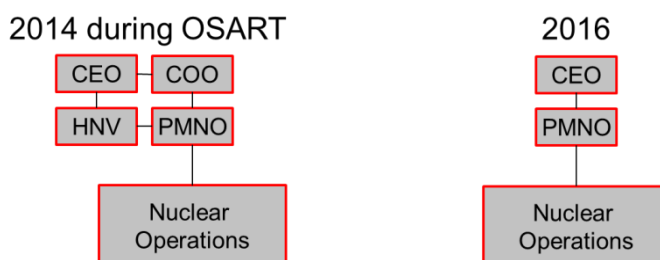 2014 during OSART
2016
CEO
COO
CEO
HNV
PMNO
PMNO
Nuclear
Operations
Nuclear
Operations